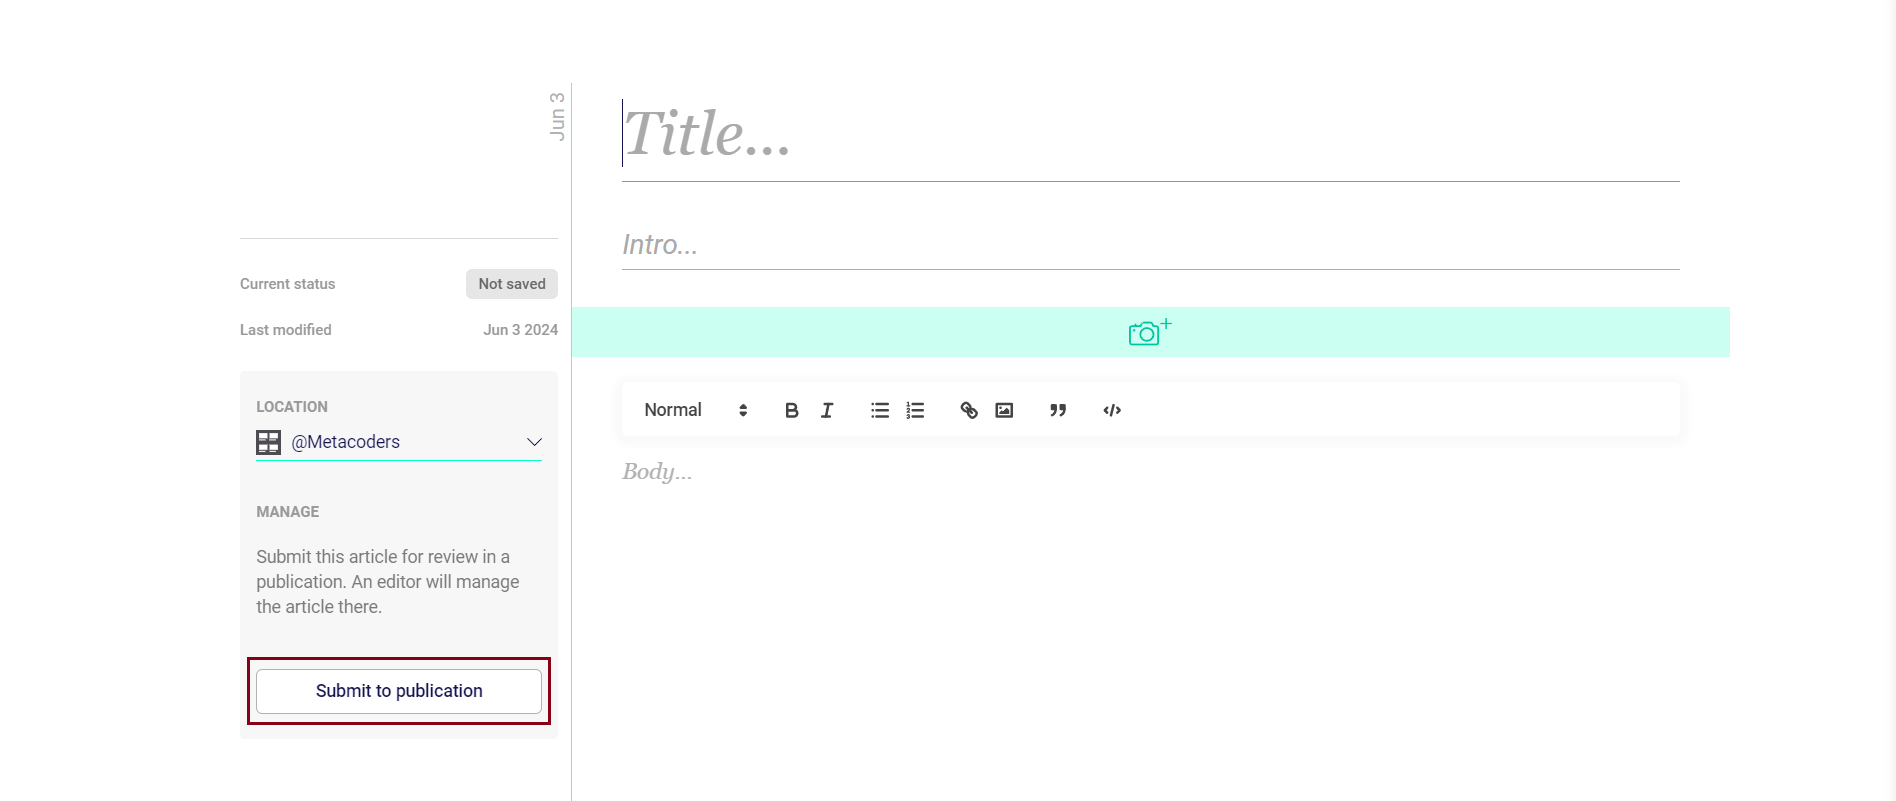 Jun 3
Title...
Intro...
Current status
Not saved
Last modified
Jun 3 2024
LOCATION
@Metacoders
MANAGE
Submit this article for review in a
publication. An editor will manage
the article there.
Submit to publication
Normal
Body...